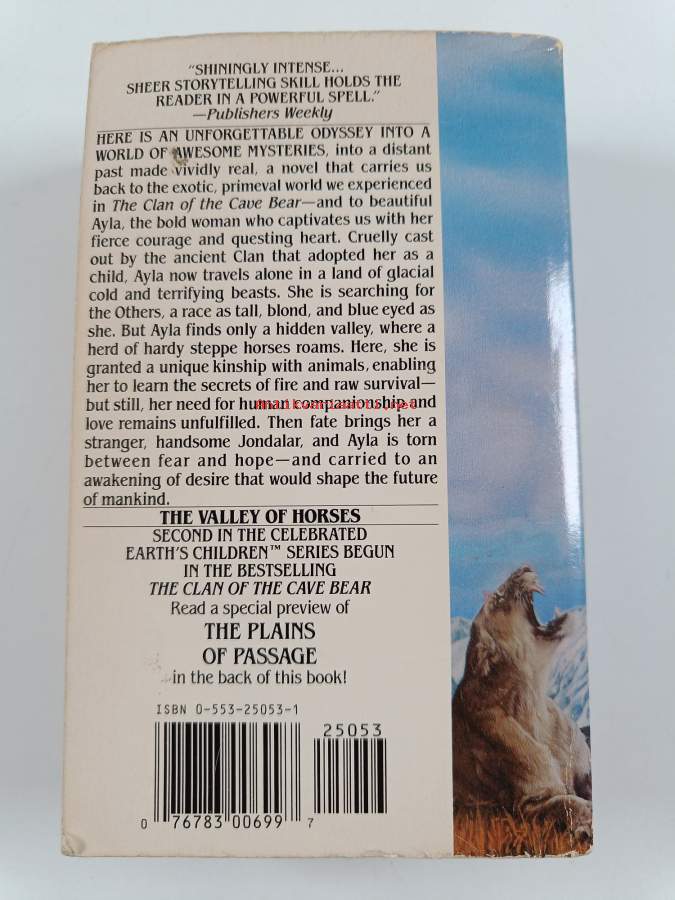 “SHININGLY INTENSE...
SHEER STORYTELLING SKILL HOLDS THE
READER IN A POWERFUL SPELL.”
—Publishers Weekly
HERE IS AN UNFORGETTABLE ODYSSEY INTO A
WORLD OF AWESOME MYSTERIES, into a distant
past made vividly real, a novel that carries us
back to the exotic, primeval world we experienced
in The Clan of the Cave Bear—and to beautiful
Ayla, the bold woman who captivates us with her
fierce courage and questing heart. Cruelly cast
out by the ancient Clan that adopted her as a
child, Ayla now travels alone in a land of glacial
cold and terrifying beasts. She is searching for
the Others, a race as tall, blond, and blue eyed as
she. But Ayla finds only a hidden valley, where a
herd of hardy steppe horses roams. Here, she is
granted a unique kinship with animals, enabling
her to learn the secrets of fire and raw survival—
but still, her need for human companionship and
love remains unfulfilled. Then fate brings her a
stranger, handsome Jondalar, and Ayla is torn
between fear and hope—and carried to an
awakening of desire that would shape the future
of mankind.
THE VALLEY OF HORSES
SECOND IN THE CELEBRATED
EARTH’S CHILDREN™ SERIES BEGUN
IN THE BESTSELLING
THE CLAN OF THE CAVE BEAR
Read a special preview of
THE PLAINS
OF PASSAGE
in the back of this book!
ISBN 0-553-25053-1
25053
0 76783 00699 7